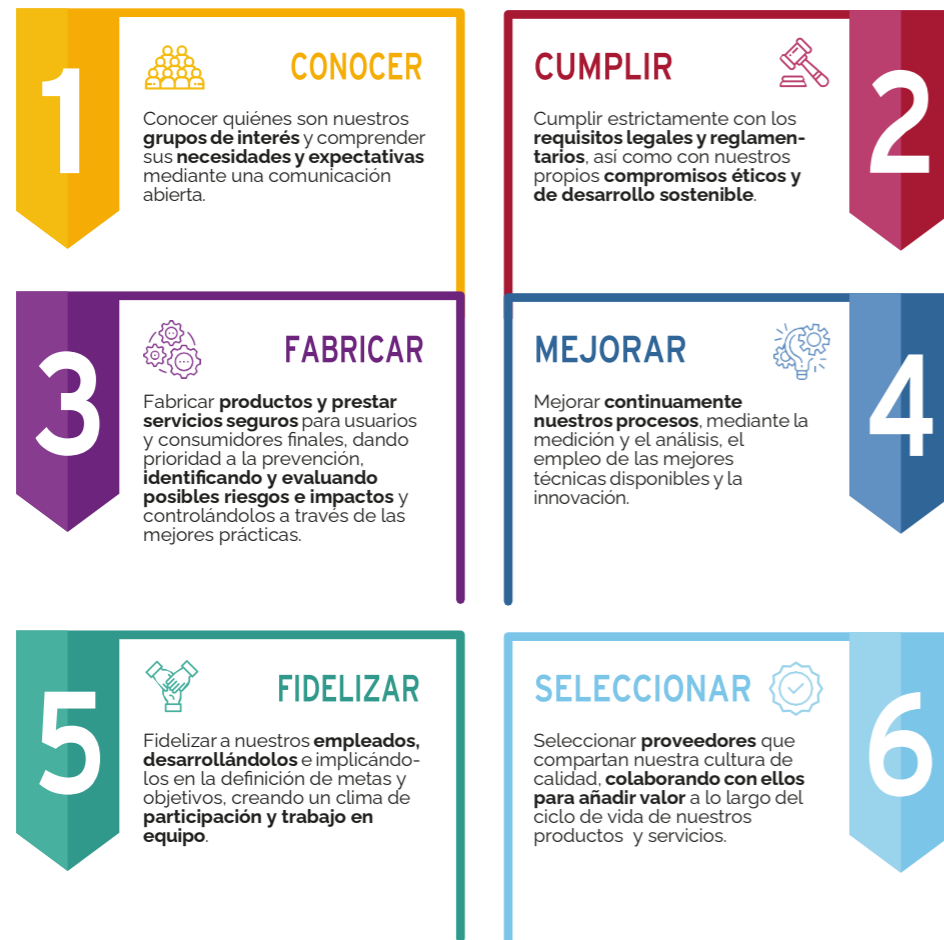 1
CONOCER
Conocer quiénes son nuestros
grupos de interés y comprender
sus necesidades y expectativas
mediante una comunicación
abierta.
CUMPLIR
2
Cumplir estrictamente con los
requisitos legales y reglamen-
tarios, así como con nuestros
propios compromisos éticos y
de desarrollo sostenible.
3
FABRICAR
Fabricar productos y prestar
servicios seguros para usuarios
y consumidores finales, dando
prioridad a la prevención,
identificando y evaluando
posibles riesgos e impactos y
controlándolos a través de las
mejores prácticas.
MEJORAR
4
Mejorar continuamente
nuestros procesos, mediante la
medición y el análisis, el
empleo de las mejores
técnicas disponibles y la
innovación.
5
FIDELIZAR
Fidelizar a nuestros empleados,
desarrollándolos e implicándo-
los en la definición de metas y
objetivos, creando un clima de
participación y trabajo en
equipo.
SELECCIONAR
6
Seleccionar proveedores que
compartan nuestra cultura de
calidad, colaborando con ellos
para añadir valor a lo largo del
ciclo de vida de nuestros
productos y servicios.